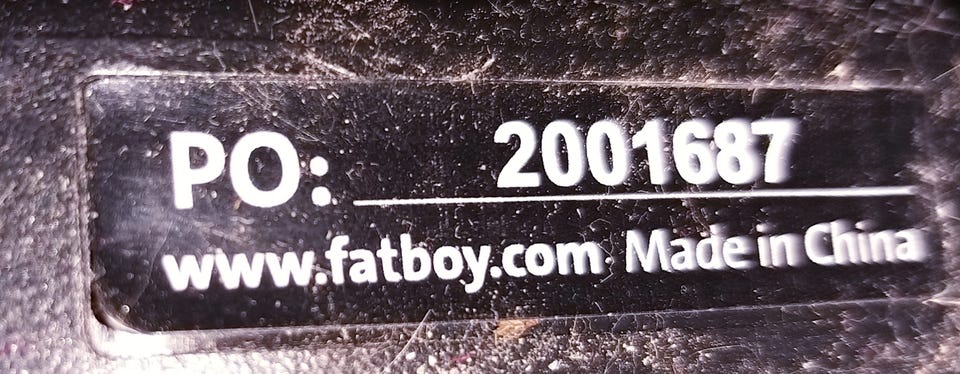 PO: 2001687
www.fatboy.com Made in China